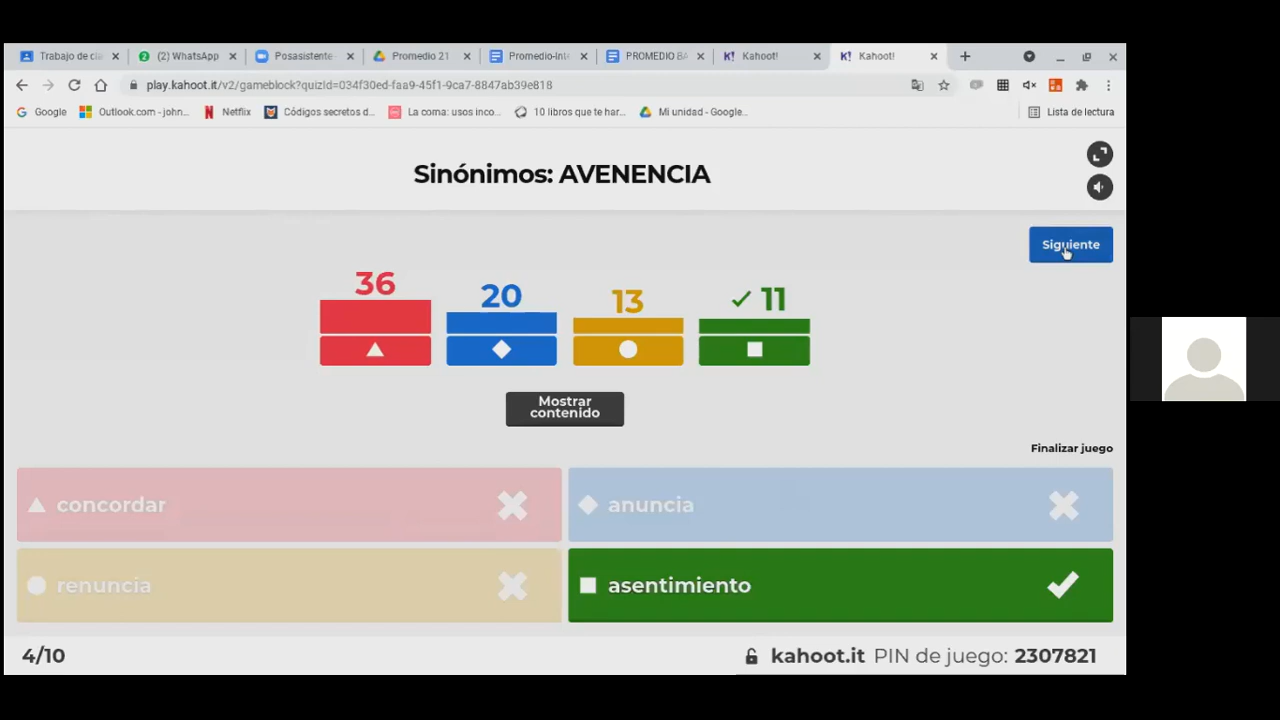 Trabajo de ci
(2) WhatsApp
Posasistente
Promedio 21
Promedio-Int
PROMEDIO BA
Kahoot!
Kahoot!
play.kahoot.it/v2/gameblock?quizId=034f30ed-faa9-45f1-9ca7-8847ab39e818
Google
Outlook.com - john...
Netflix
Códigos secretos d...
La coma: usos inco...
10 libros que te har...
Mi unidad - Google...
Lista de lectura
Sinónimos: AVENENCIA
Siguiente
36
20
13
11
Mostrar
contenido
Finalizar juego
concordar
anuncia
renuncia
asentimiento
4/10
kahoot.it PIN de juego: 2307821